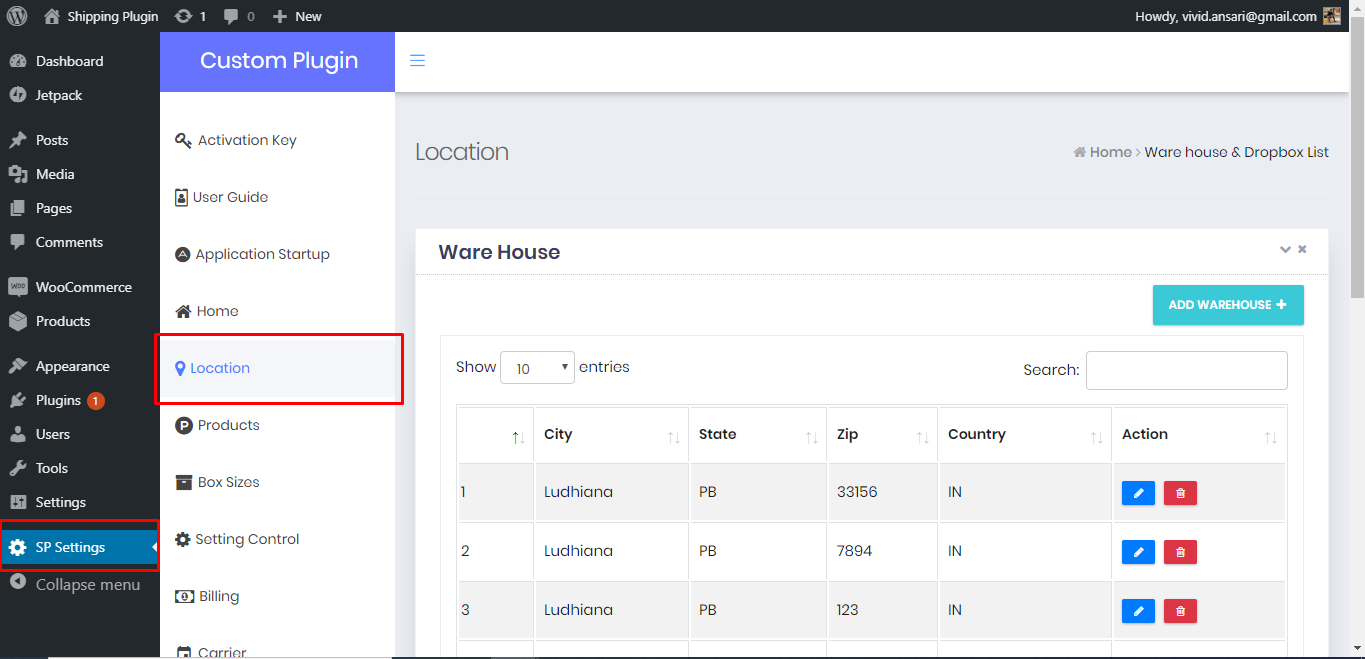 Shipping Plugin 1 0 New Howdy, vivid.ansari@gmail.com
Dashboard
Jetpack
Posts
Media
Pages
Comments
WOO WooCommerce
Products
Appearance
Plugins 1
Users
Tools
Settings
SP Settings
Collapse menu
Custom Plugin
Activation Key
User Guide
Application Startup
Home
Location
Products
Box Sizes
Setting Control
Billing
Carrier
Location
Home > Ware house & Dropbox List
Ware House
ADD WAREHOUSE +
Show 10 entries Search:
City State Zip Country Action
1 Ludhiana PB 33156 IN
2 Ludhiana PB 7894 IN
3 Ludhiana PB 123 IN